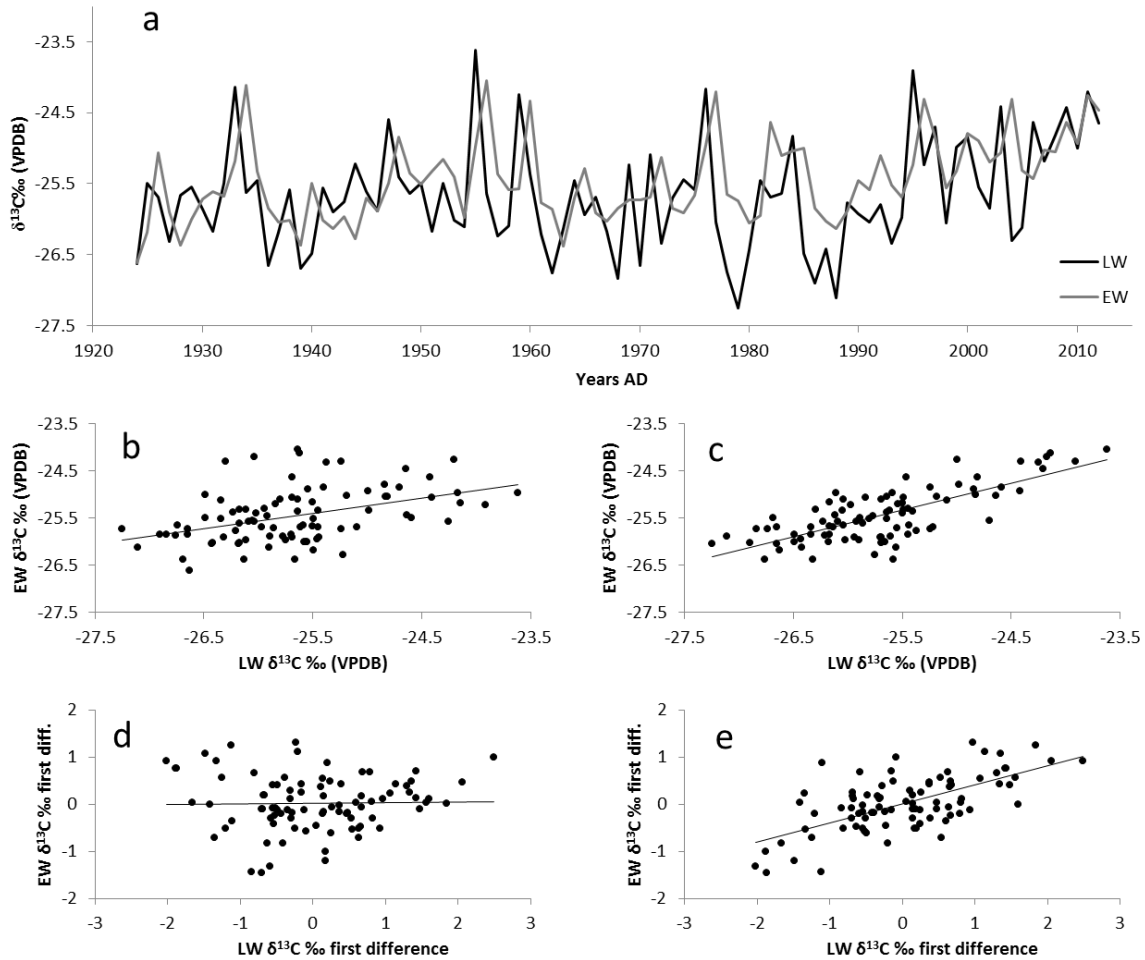 a
δ¹³C‰ (VPDB)
-23.5
-24.5
-25.5
-26.5
-27.5
LW
EW
1920 1930 1940 1950 1960 1970 1980 1990 2000 2010
Years AD
b
EW δ¹³C ‰ (VPDB)
-23.5
-24.5
-25.5
-26.5
-27.5
-27.5 -26.5 -25.5 -24.5 -23.5
LW δ¹³C ‰ (VPDB)
c
EW δ¹³C ‰ (VPDB)
-23.5
-24.5
-25.5
-26.5
-27.5
-27.5 -26.5 -25.5 -24.5 -23.5
LW δ¹³C ‰ (VPDB)
d
EW δ¹³C ‰ first diff.
2
1
0
-1
-2
-3 -2 -1 0 1 2 3
LW δ¹³C ‰ first difference
e
EW δ¹³C ‰ first diff.
2
1
0
-1
-2
-3 -2 -1 0 1 2 3
LW δ¹³C ‰ first difference